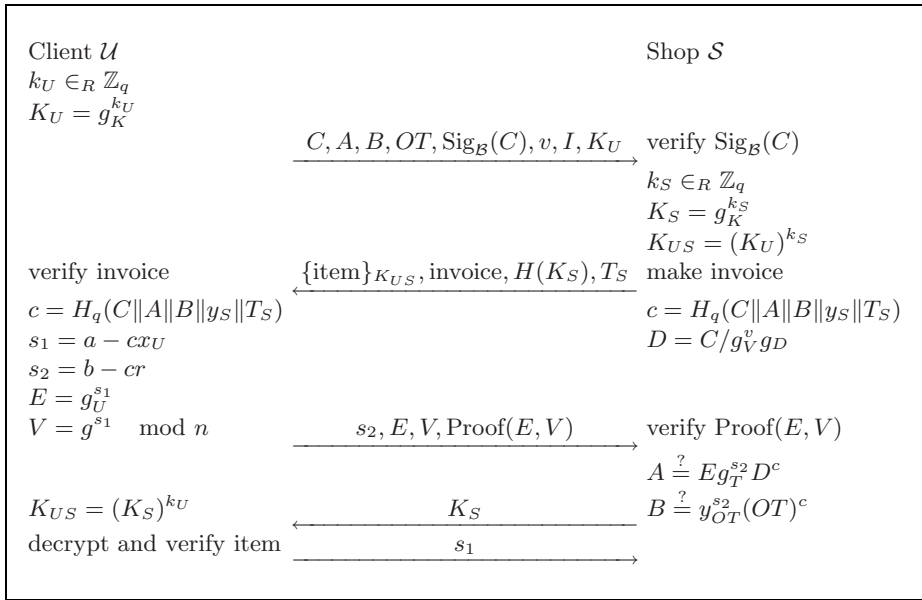 Client 𝒰 Shop 𝒮
k_U ∈_R ℤ_q
K_U = g_K^{k_U}
C, A, B, OT, Sig_ℬ(C), v, I, K_U verify Sig_ℬ(C)
k_S ∈_R ℤ_q
K_S = g_K^{k_S}
K_{US} = (K_U)^{k_S}
verify invoice {item}_{K_{US}}, invoice, H(K_S), T_S make invoice
c = H_q(C‖A‖B‖y_S‖T_S) c = H_q(C‖A‖B‖y_S‖T_S)
s_1 = a − cx_U D = C/g_V^v g_D
s_2 = b − cr
E = g_U^{s_1}
V = g^{s_1} mod n s_2, E, V, Proof(E, V) verify Proof(E, V)
A ≟ Eg_T^{s_2} D^c
K_{US} = (K_S)^{k_U} K_S B ≟ y_{OT}^{s_2} (OT)^c
decrypt and verify item s_1